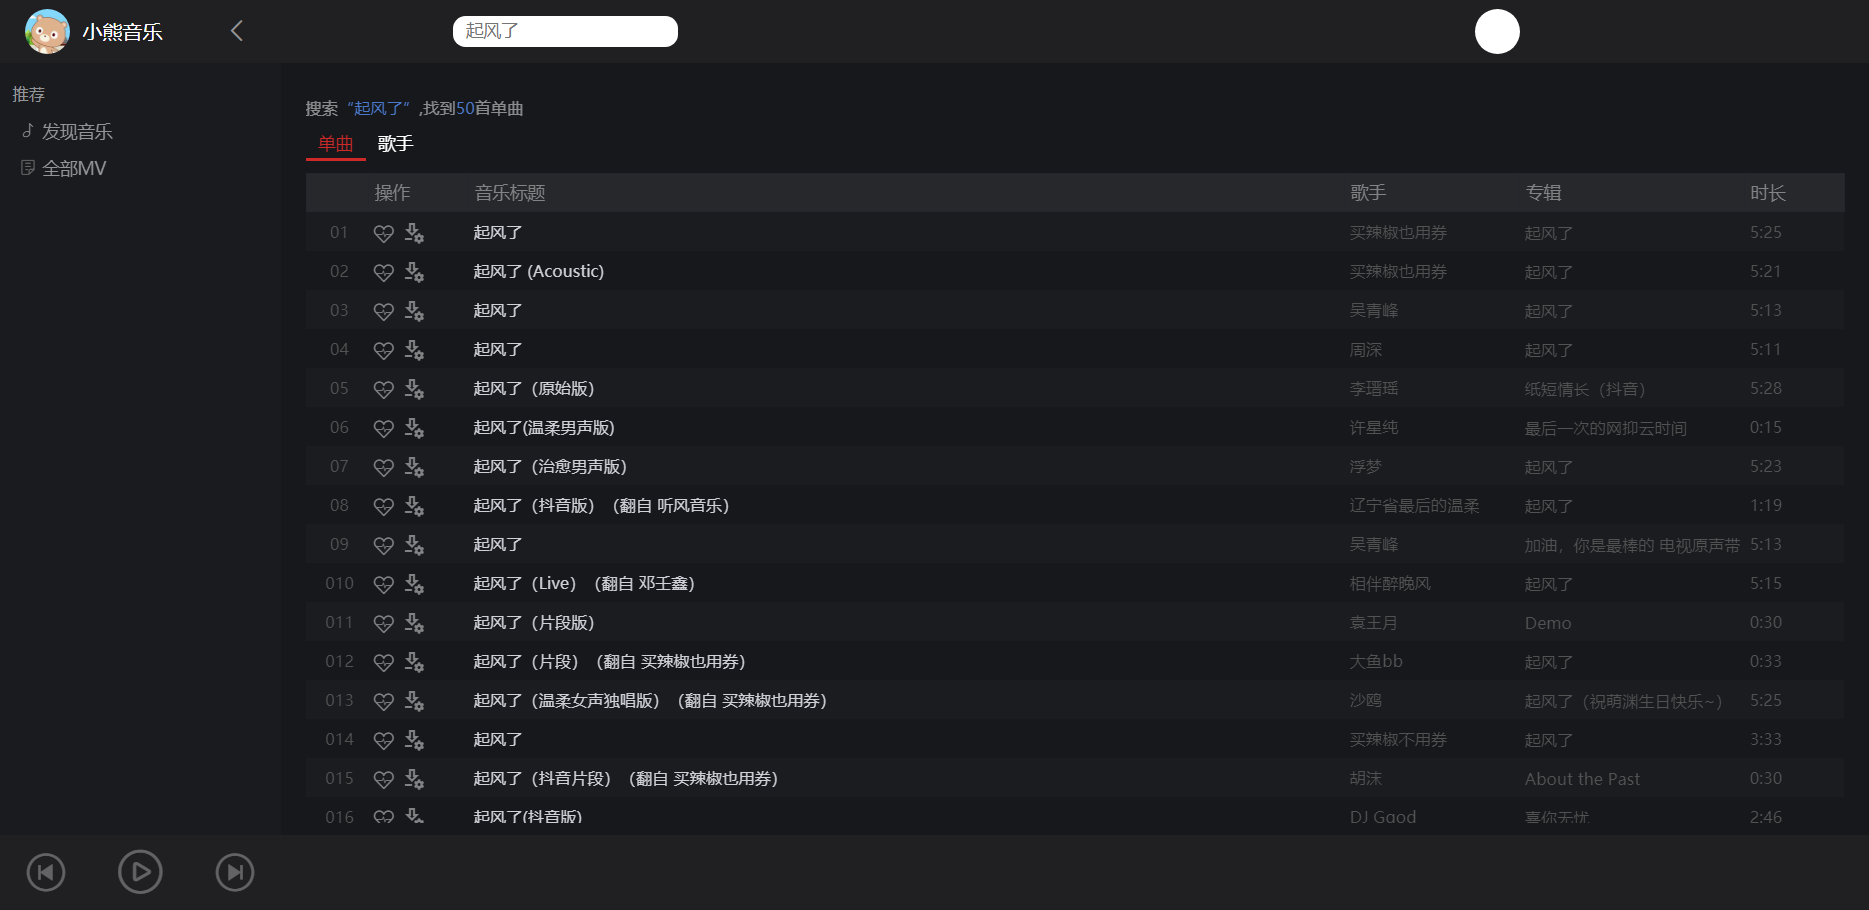 小熊音乐
起风了
推荐
发现音乐
全部MV
搜索“起风了”,找到50首单曲
单曲 歌手
操作 音乐标题 歌手 专辑 时长
01 起风了 买辣椒也用券 起风了 5:25
02 起风了 (Acoustic) 买辣椒也用券 起风了 5:21
03 起风了 吴青峰 起风了 5:13
04 起风了 周深 起风了 5:11
05 起风了（原始版） 李瑨瑶 纸短情长（抖音） 5:28
06 起风了(温柔男声版) 许星纯 最后一次的网抑云时间 0:15
07 起风了（治愈男声版） 浮梦 起风了 5:23
08 起风了（抖音版）（翻自 听风音乐） 辽宁省最后的温柔 起风了 1:19
09 起风了 吴青峰 加油，你是最棒的 电视原声带 5:13
010 起风了（Live）（翻自 邓壬鑫） 相伴醉晚风 起风了 5:15
011 起风了（片段版） 袁王月 Demo 0:30
012 起风了（片段）（翻自 买辣椒也用券） 大鱼bb 起风了 0:33
013 起风了（温柔女声独唱版）（翻自 买辣椒也用券） 沙鸥 起风了（祝萌渊生日快乐~） 5:25
014 起风了 买辣椒不用券 起风了 3:33
015 起风了（抖音片段）（翻自 买辣椒也用券） 胡沫 About the Past 0:30
016 起风了(抖音版) DJ Gaod 喜你无忧 2:46